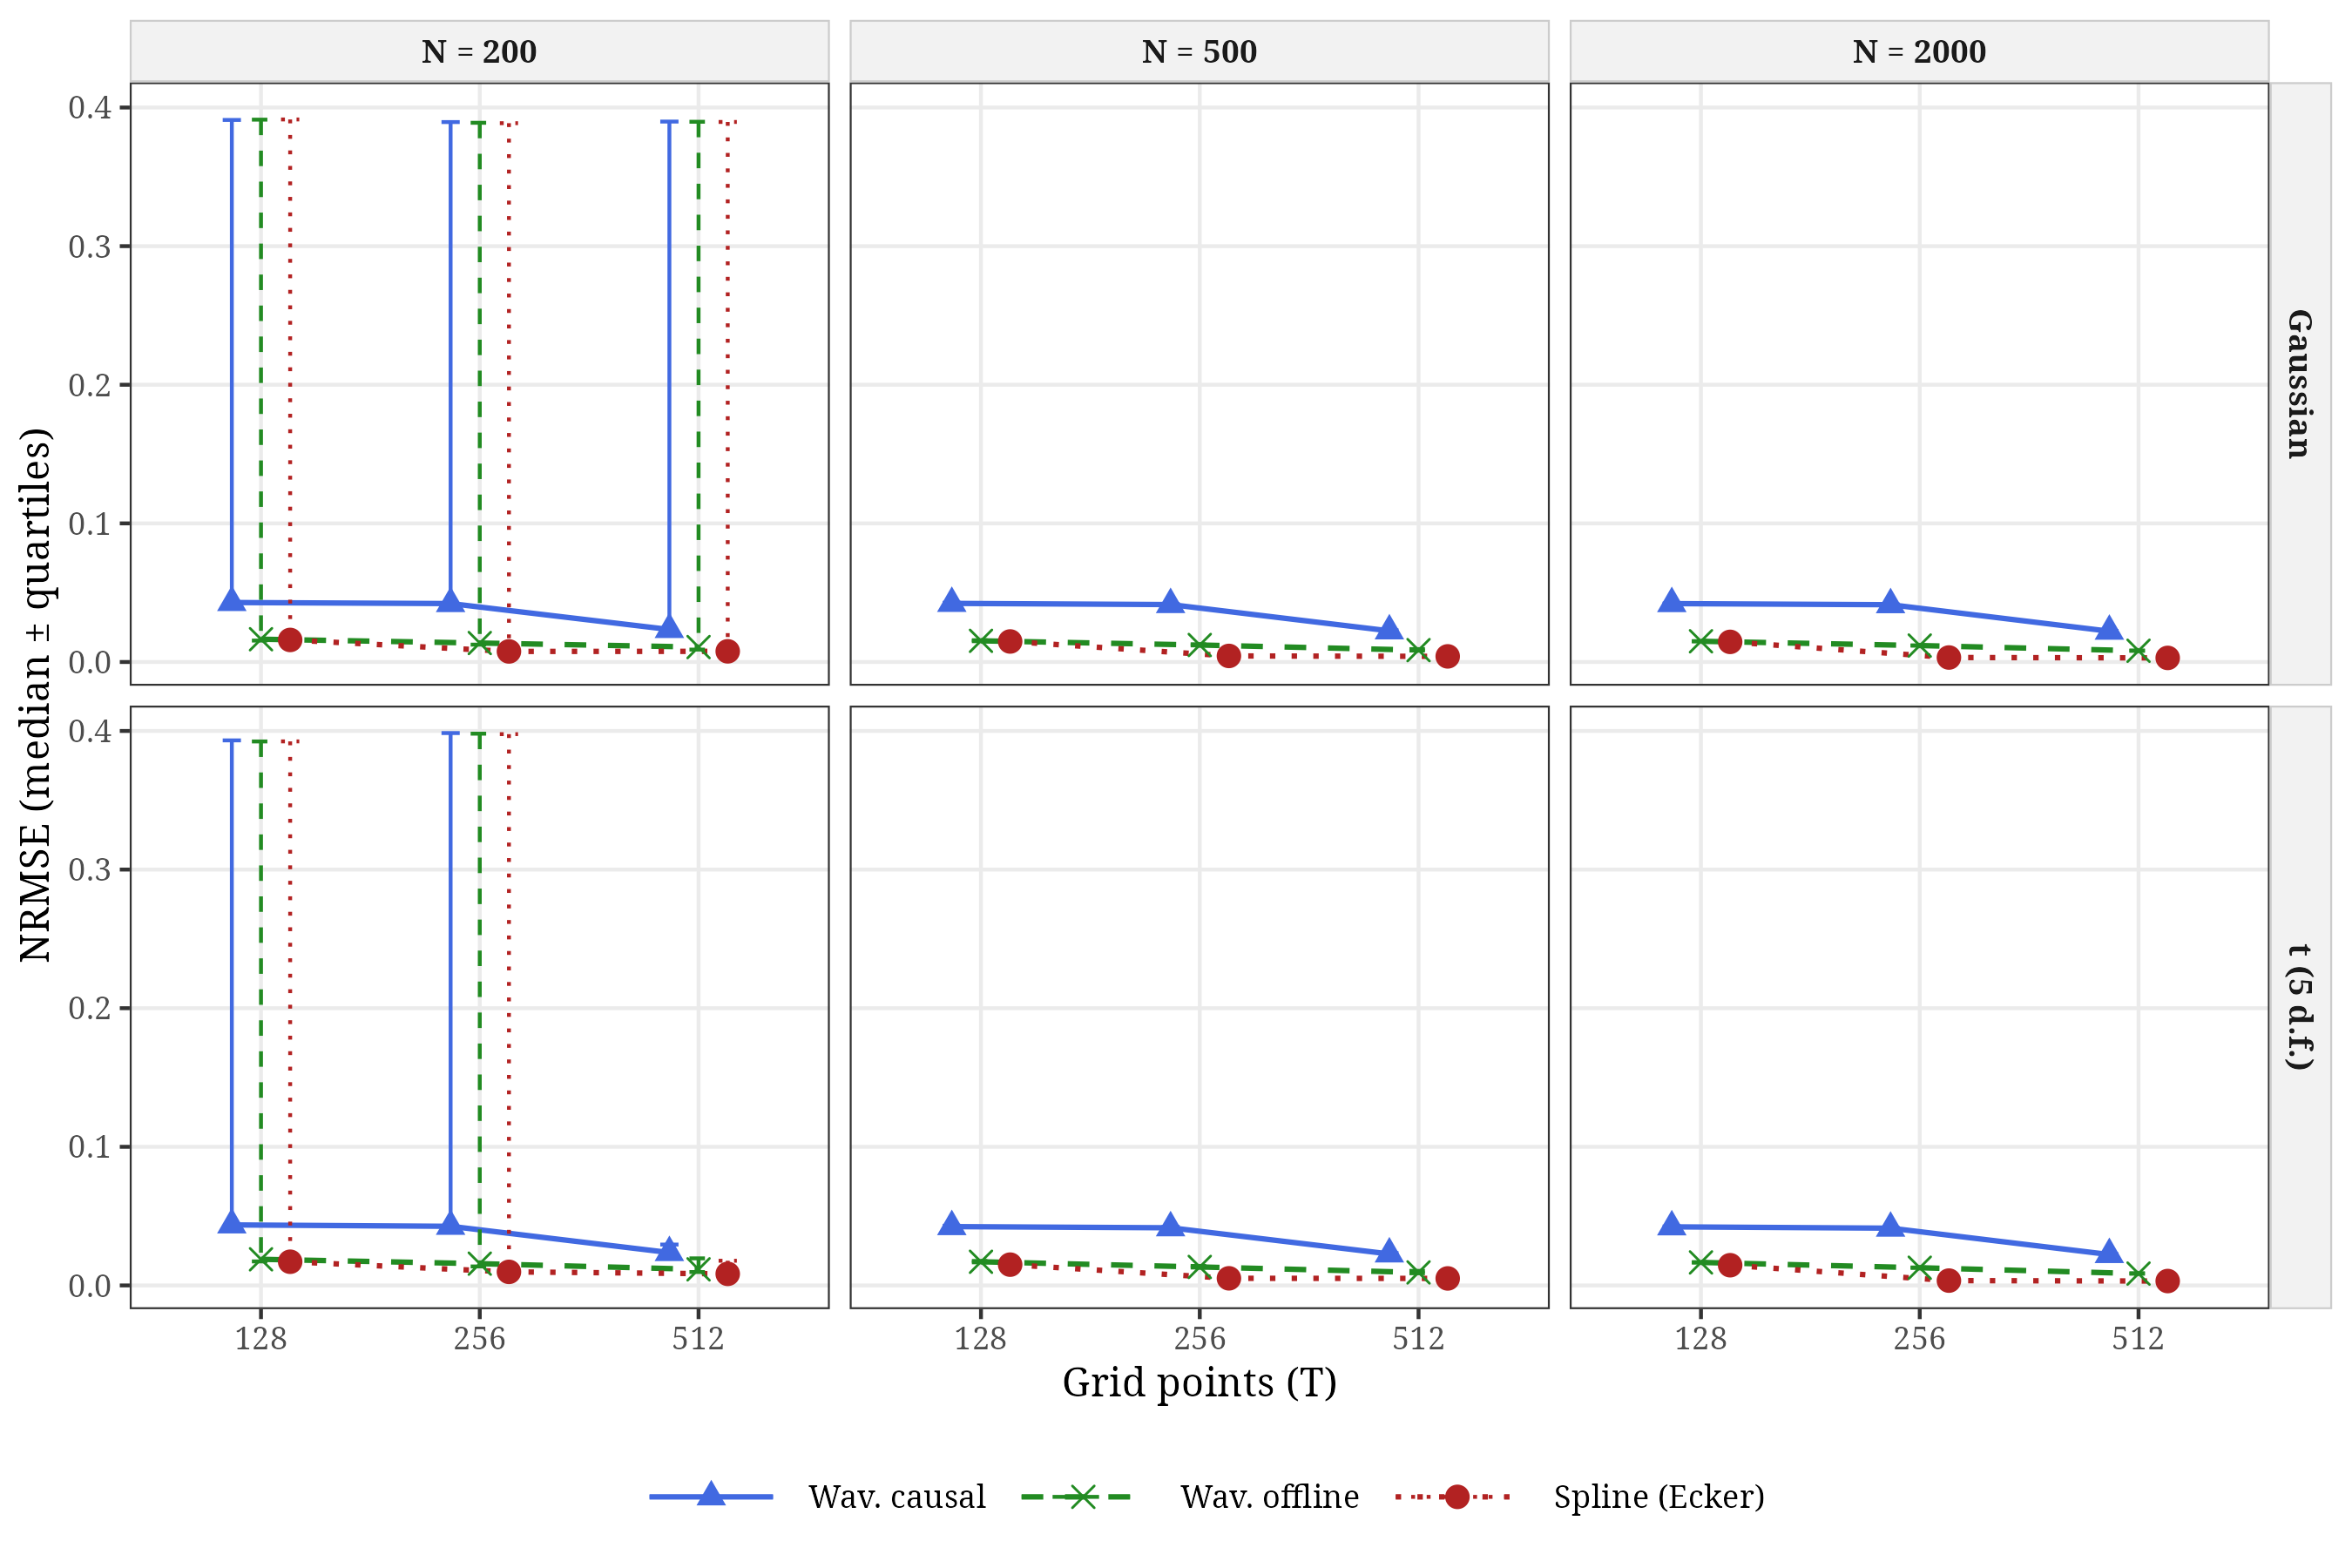 N = 200
N = 500
N = 2000
0.4
0.3
0.2
0.1
0.0
Gaussian
NRMSE (median ± quartiles)
0.4
0.3
0.2
0.1
0.0
t (5 d.f.)
128 256 512
128 256 512
128 256 512
Grid points (T)
Wav. causal
Wav. offline
Spline (Ecker)